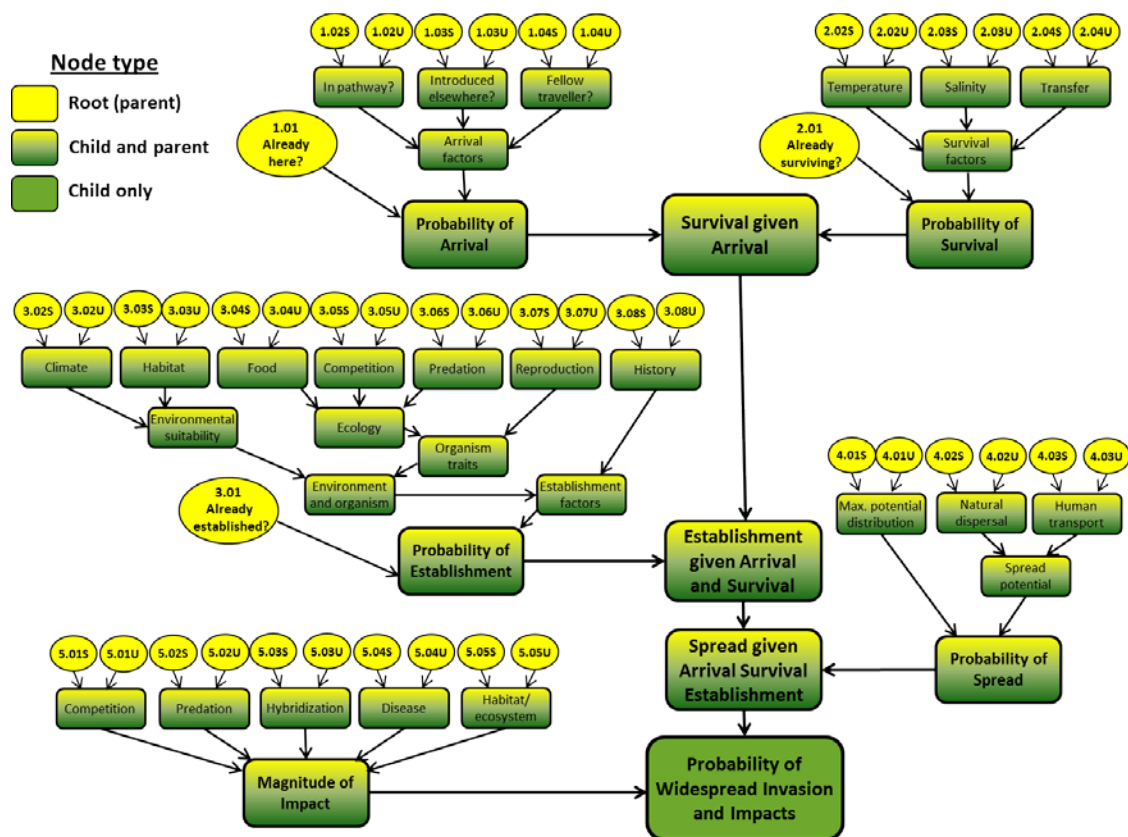 Node type
Root (parent)
Child and parent
Child only
1.02S
1.02U
1.03S
1.03U
1.04S
1.04U
In pathway?
Introduced
elsewhere?
Fellow
traveller?
1.01
Already
here?
Arrival
factors
Probability of
Arrival
Survival given
Arrival
2.02S
2.02U
2.03S
2.03U
2.04S
2.04U
Temperature
Salinity
Transfer
2.01
Already
surviving?
Survival
factors
Probability of
Survival
3.02S
3.02U
3.03S
3.03U
3.04S
3.04U
3.05S
3.05U
3.06S
3.06U
3.07S
3.07U
3.08S
3.08U
Climate
Habitat
Food
Competition
Predation
Reproduction
History
Environmental
suitability
Ecology
Organism
traits
Environment
and organism
Establishment
factors
3.01
Already
established?
Probability of
Establishment
Establishment
given Arrival
and Survival
4.01S
4.01U
4.02S
4.02U
4.03S
4.03U
Max. potential
distribution
Natural
dispersal
Human
transport
Spread
potential
Probability of
Spread
Spread given
Arrival Survival
Establishment
5.01S
5.01U
5.02S
5.02U
5.03S
5.03U
5.04S
5.04U
5.05S
5.05U
Competition
Predation
Hybridization
Disease
Habitat/
ecosystem
Magnitude of
Impact
Probability of
Widespread Invasion
and Impacts